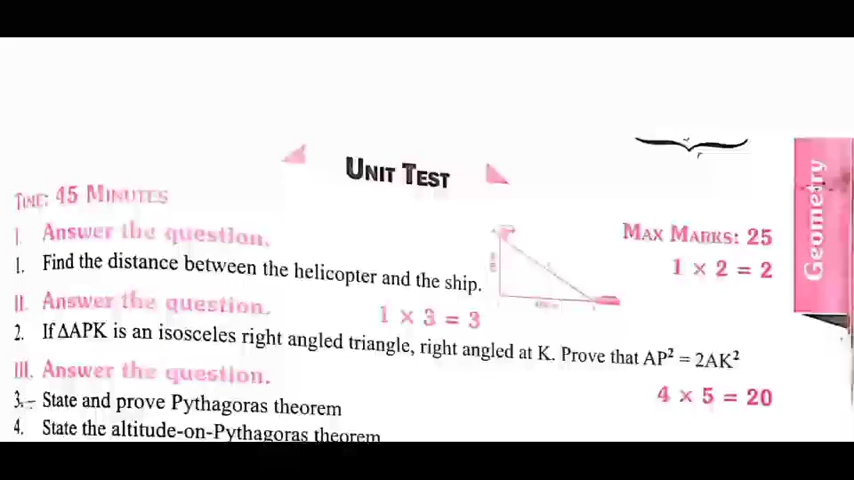 UNIT TEST
TIME: 45 MINUTES
MAX MARKS: 25
I. Answer the question.
1 × 2 = 2
1. Find the distance between the helicopter and the ship.
II. Answer the question.
1 × 3 = 3
2. If ΔAPK is an isosceles right angled triangle, right angled at K. Prove that AP² = 2AK²
III. Answer the question.
4 × 5 = 20
3. State and prove Pythagoras theorem
4. State the altitude-on-Pythagoras theorem
Geometry